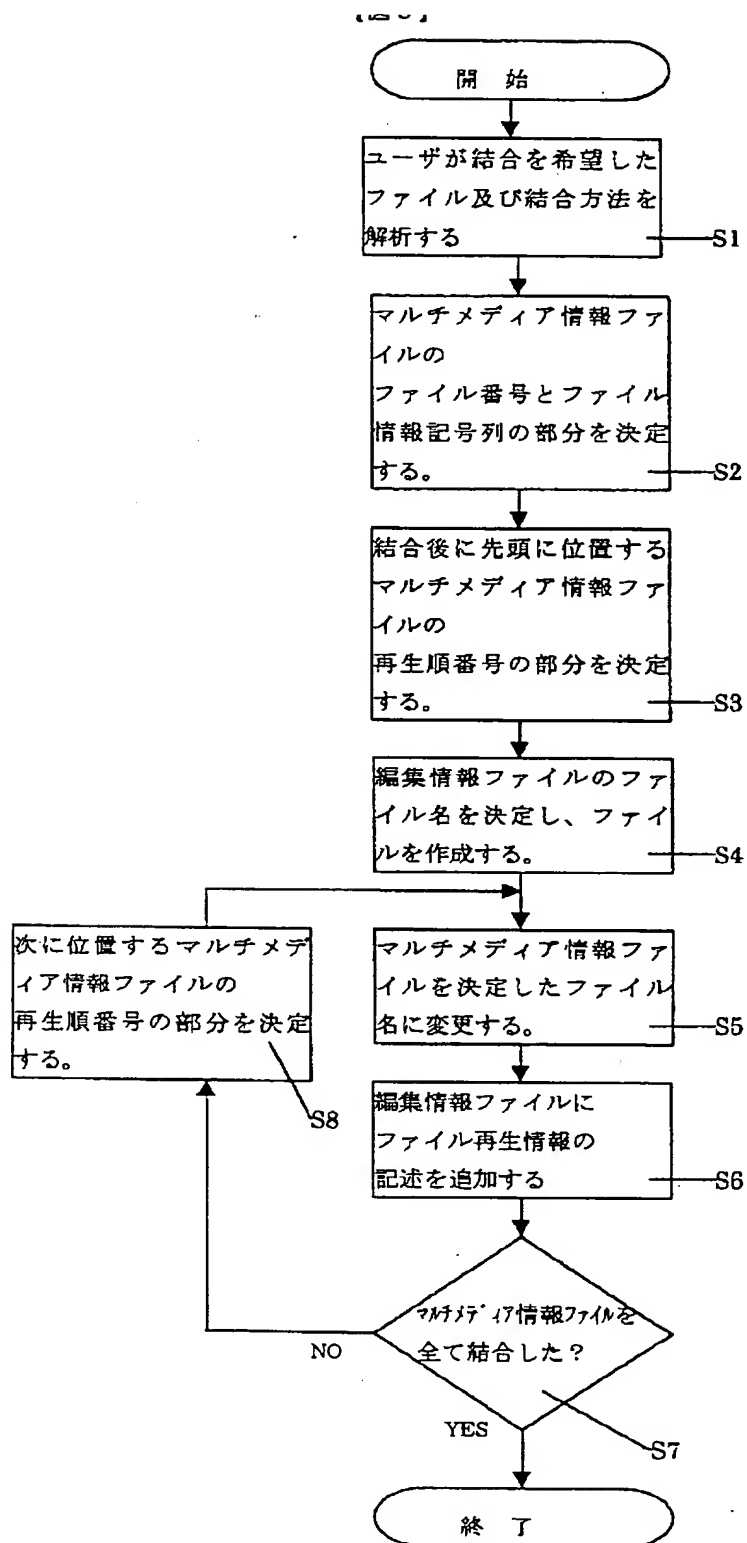 開 始
ユーザが結合を希望した
ファイル及び結合方法を
解析する
S1
マルチメディア情報ファ
イルの
ファイル番号とファイル
情報記号列の部分を決定
する。
S2
結合後に先頭に位置する
マルチメディア情報ファ
イルの
再生順番号の部分を決定
する。
S3
編集情報ファイルのファ
イル名を決定し、ファイ
ルを作成する。
S4
マルチメディア情報ファ
イルを決定したファイル
名に変更する。
S5
編集情報ファイルに
ファイル再生情報の
記述を追加する
S6
マルチメディア情報ファイルを
全て結合した?
S7
NO
YES
次に位置するマルチメデ
ィア情報ファイルの
再生順番号の部分を決定
する。
S8
終 了